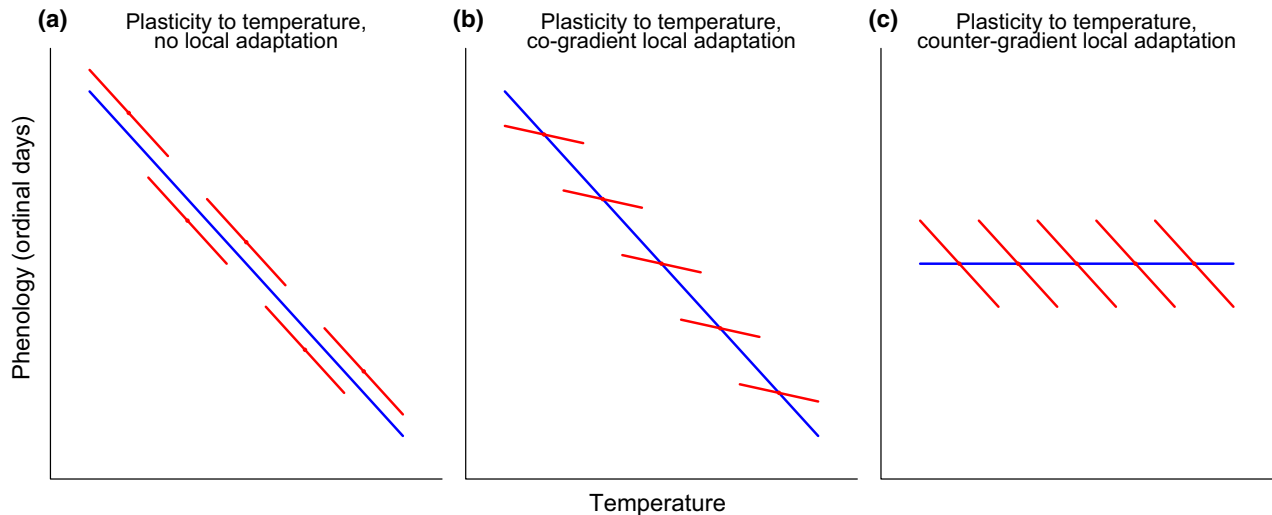 (a)
Plasticity to temperature,
no local adaptation
(b)
Plasticity to temperature,
co-gradient local adaptation
(c)
Plasticity to temperature,
counter-gradient local adaptation
Phenology (ordinal days)
Temperature